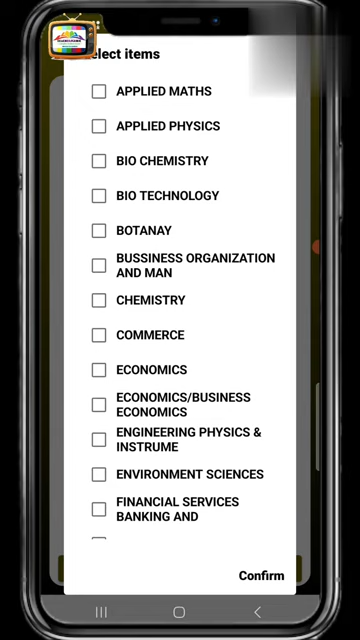 elect items
APPLIED MATHS
APPLIED PHYSICS
BIO CHEMISTRY
BIO TECHNOLOGY
BOTANAY
BUSSINESS ORGANIZATION
AND MAN
CHEMISTRY
COMMERCE
ECONOMICS
ECONOMICS/BUSINESS
ECONOMICS
ENGINEERING PHYSICS &
INSTRUME
ENVIRONMENT SCIENCES
FINANCIAL SERVICES
BANKING AND
Confirm